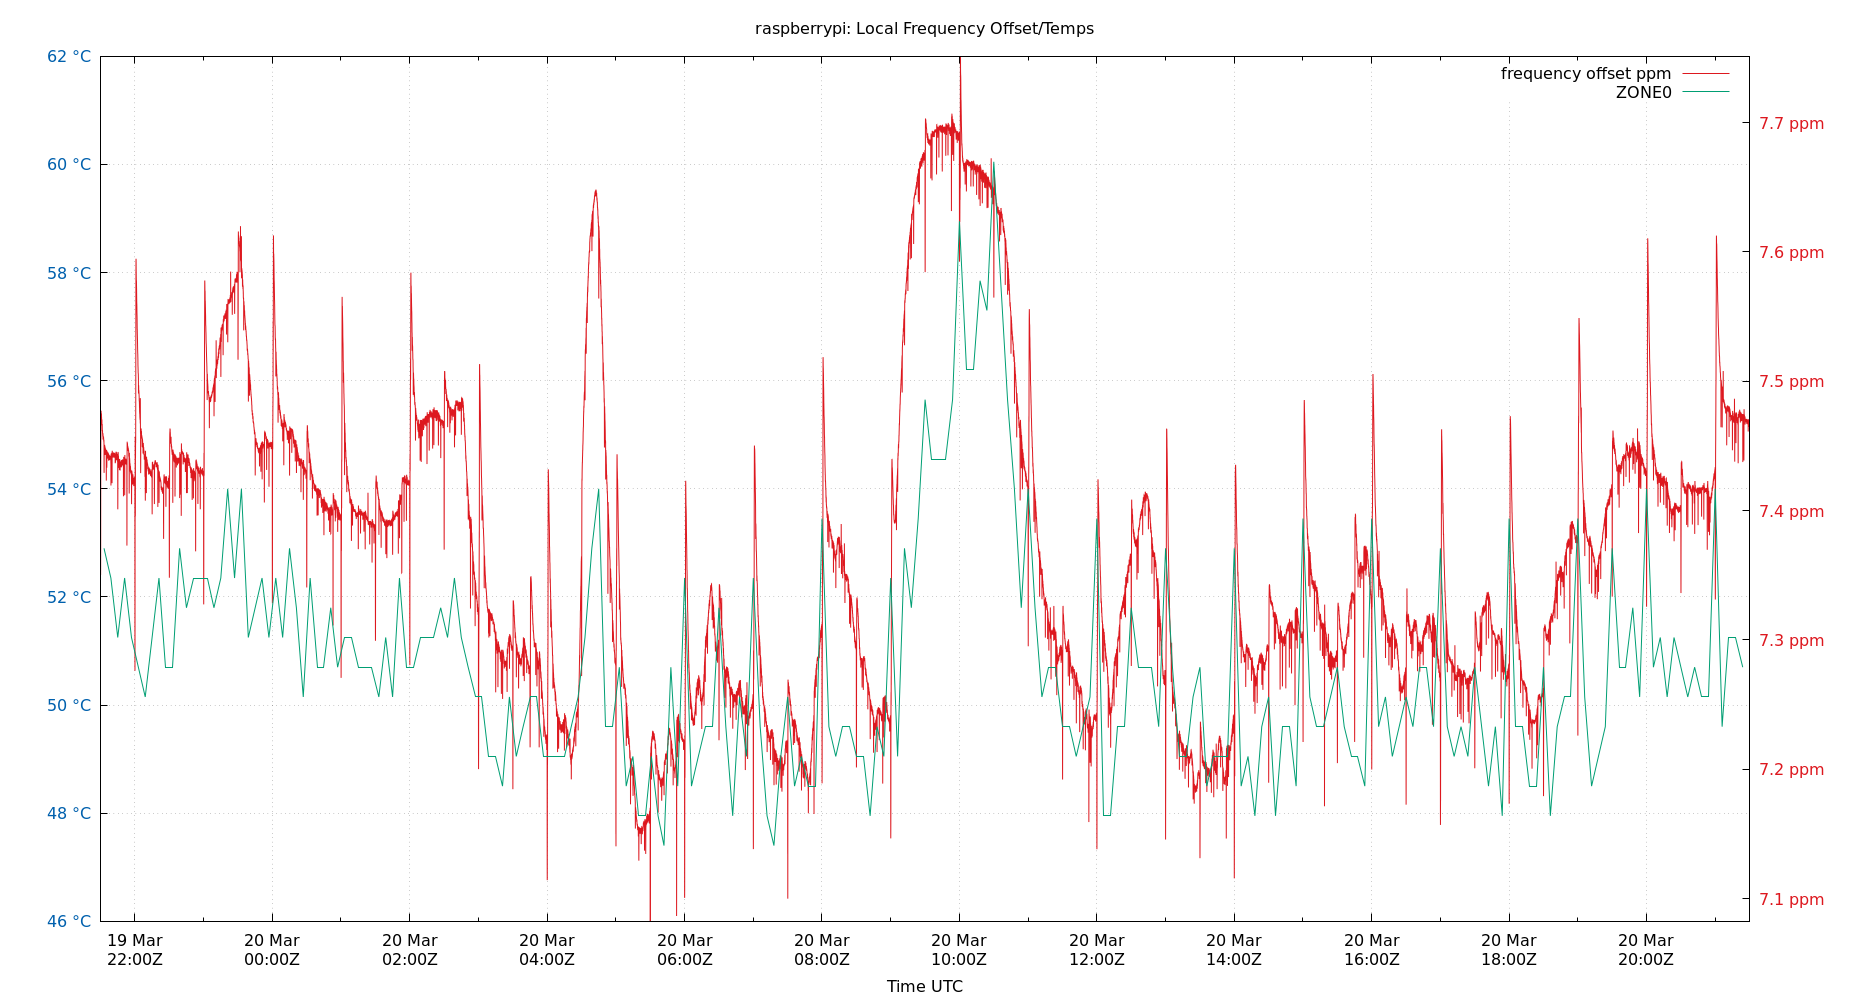 raspberrypi: Local Frequency Offset/Temps
62 °C
60 °C
58 °C
56 °C
54 °C
52 °C
50 °C
48 °C
46 °C
frequency offset ppm
ZONE0
7.7 ppm
7.6 ppm
7.5 ppm
7.4 ppm
7.3 ppm
7.2 ppm
7.1 ppm
19 Mar 20 Mar 20 Mar 20 Mar 20 Mar 20 Mar 20 Mar 20 Mar 20 Mar 20 Mar 20 Mar 20 Mar
22:00Z 00:00Z 02:00Z 04:00Z 06:00Z 08:00Z 10:00Z 12:00Z 14:00Z 16:00Z 18:00Z 20:00Z
Time UTC